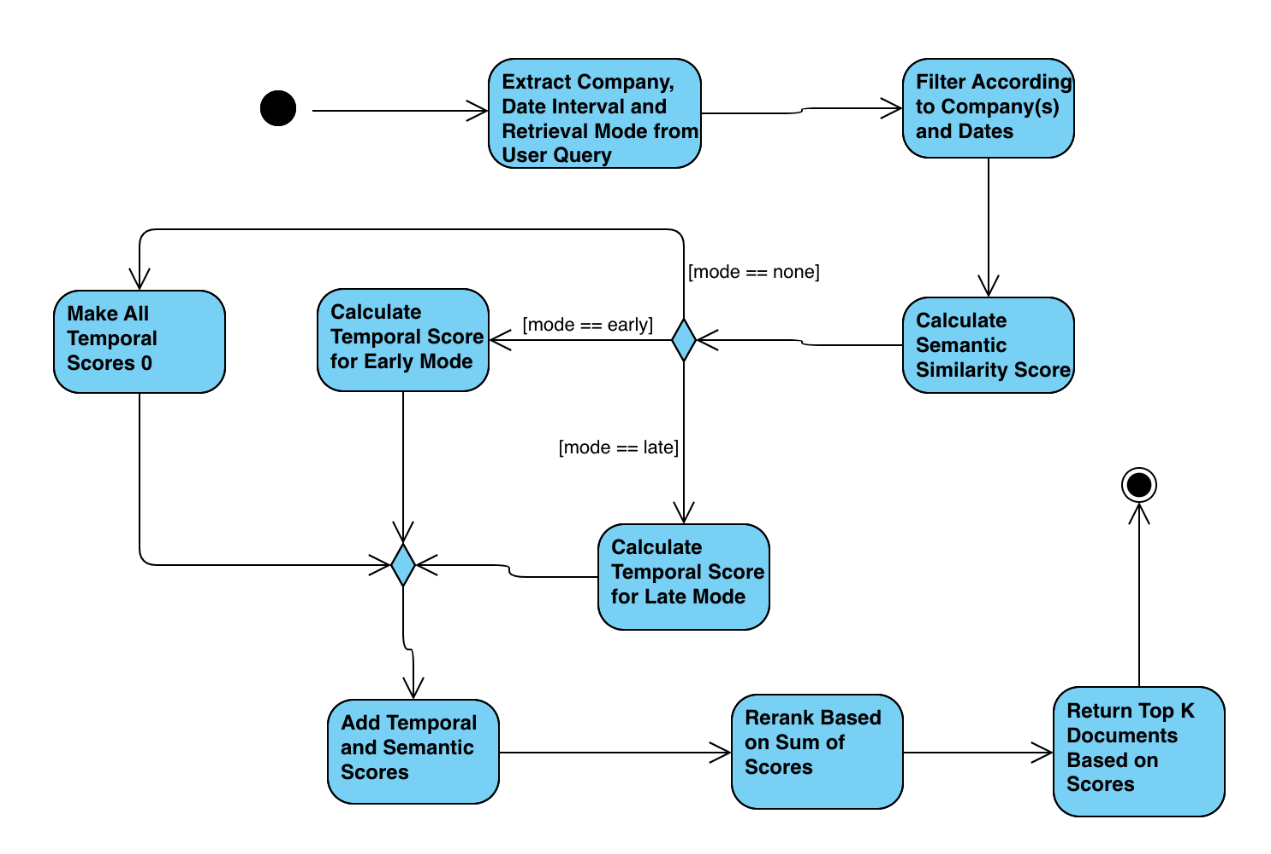 Extract Company,
Date Interval and
Retrieval Mode from
User Query
Filter According
to Company(s)
and Dates
[mode == none]
Make All
Temporal
Scores 0
Calculate
Temporal Score
for Early Mode
[mode == early]
Calculate
Semantic
Similarity Score
[mode == late]
Calculate
Temporal Score
for Late Mode
Add Temporal
and Semantic
Scores
Rerank Based
on Sum of
Scores
Return Top K
Documents
Based on
Scores